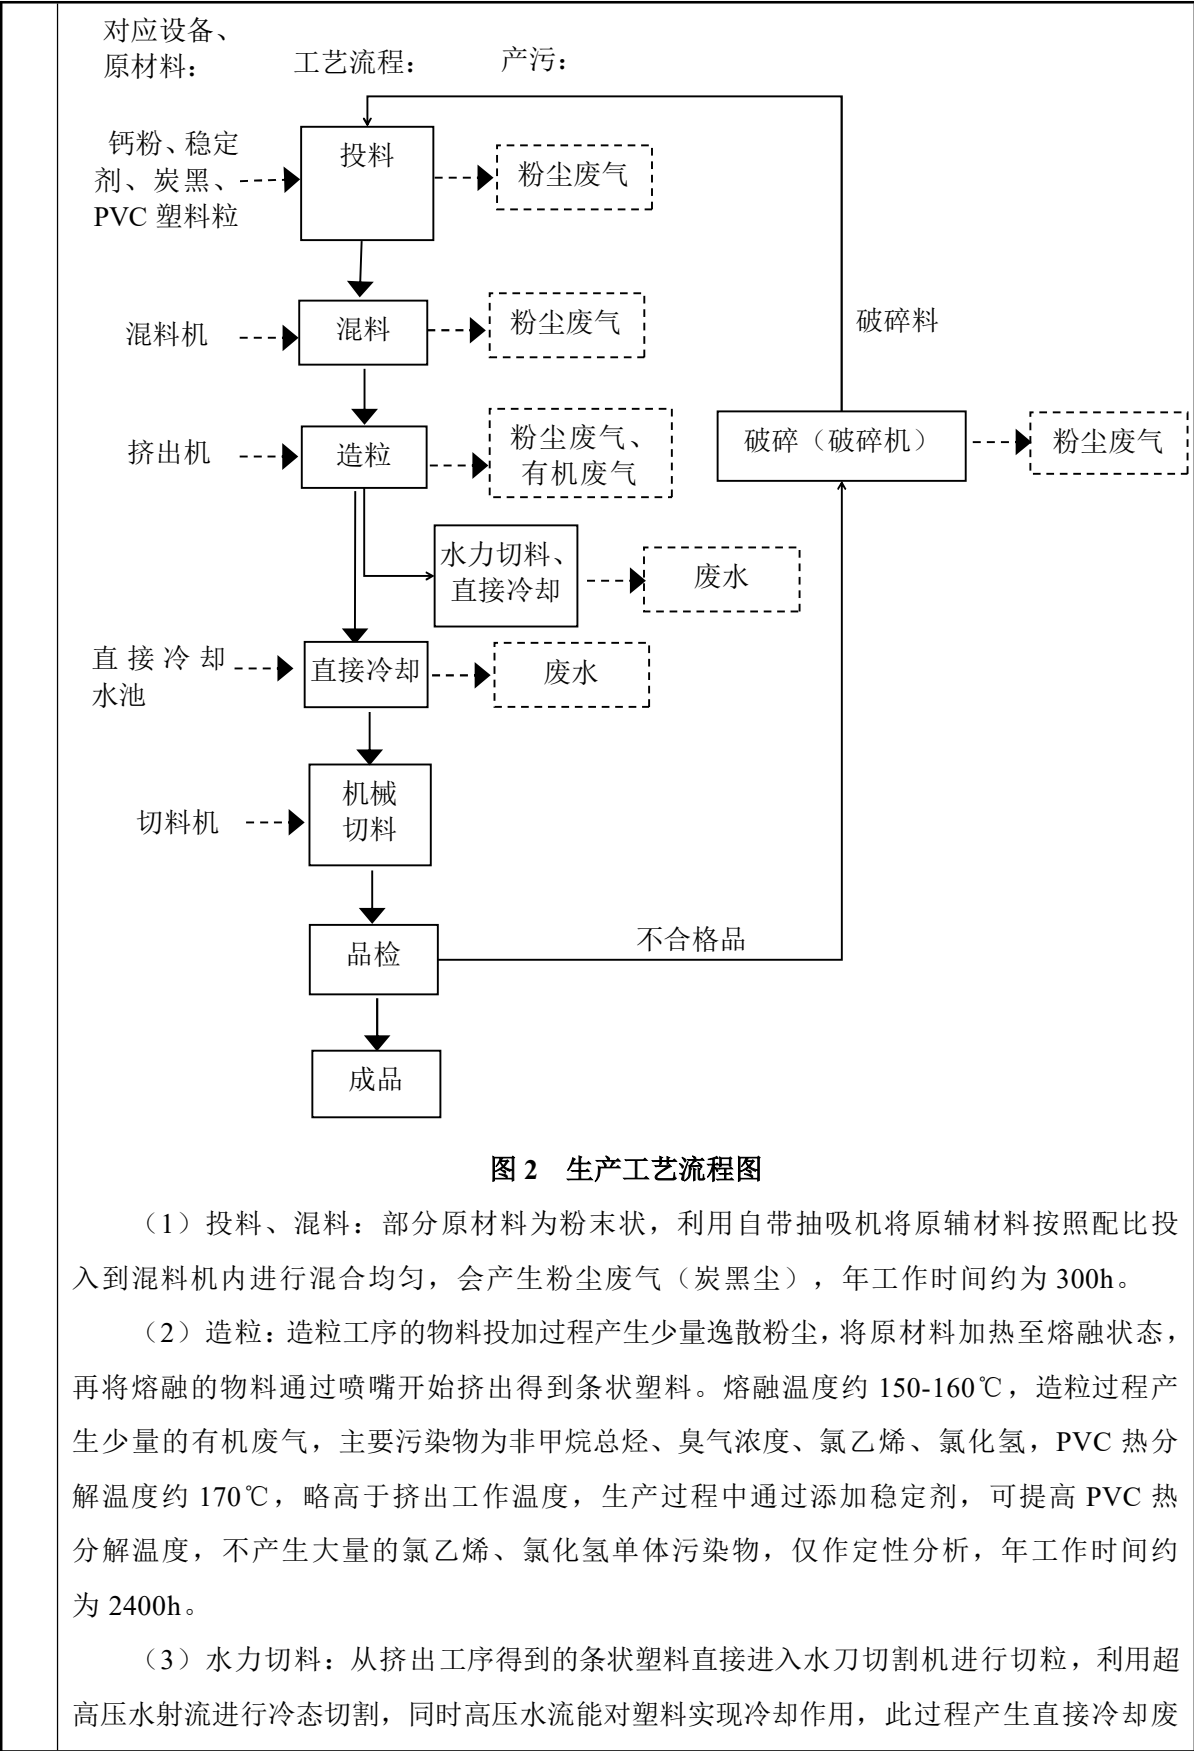 对应设备、
原材料：
工艺流程：
产污：
钙粉、稳定
剂、炭黑、
PVC 塑料粒
投料
粉尘废气
混料机
混料
粉尘废气
破碎料
挤出机
造粒
粉尘废气、
有机废气
破碎（破碎机）
粉尘废气
水力切料、
直接冷却
废水
直接冷却
水池
直接冷却
废水
切料机
机械
切料
品检
不合格品
成品
图 2　生产工艺流程图
（1）投料、混料：部分原材料为粉末状，利用自带抽吸机将原辅材料按照配比投
入到混料机内进行混合均匀，会产生粉尘废气（炭黑尘），年工作时间约为 300h。
（2）造粒：造粒工序的物料投加过程产生少量逸散粉尘，将原材料加热至熔融状态，
再将熔融的物料通过喷嘴开始挤出得到条状塑料。熔融温度约 150-160℃，造粒过程产
生少量的有机废气，主要污染物为非甲烷总烃、臭气浓度、氯乙烯、氯化氢，PVC 热分
解温度约 170℃，略高于挤出工作温度，生产过程中通过添加稳定剂，可提高 PVC 热
分解温度，不产生大量的氯乙烯、氯化氢单体污染物，仅作定性分析，年工作时间约
为 2400h。
（3）水力切料：从挤出工序得到的条状塑料直接进入水刀切割机进行切粒，利用超
高压水射流进行冷态切割，同时高压水流能对塑料实现冷却作用，此过程产生直接冷却废